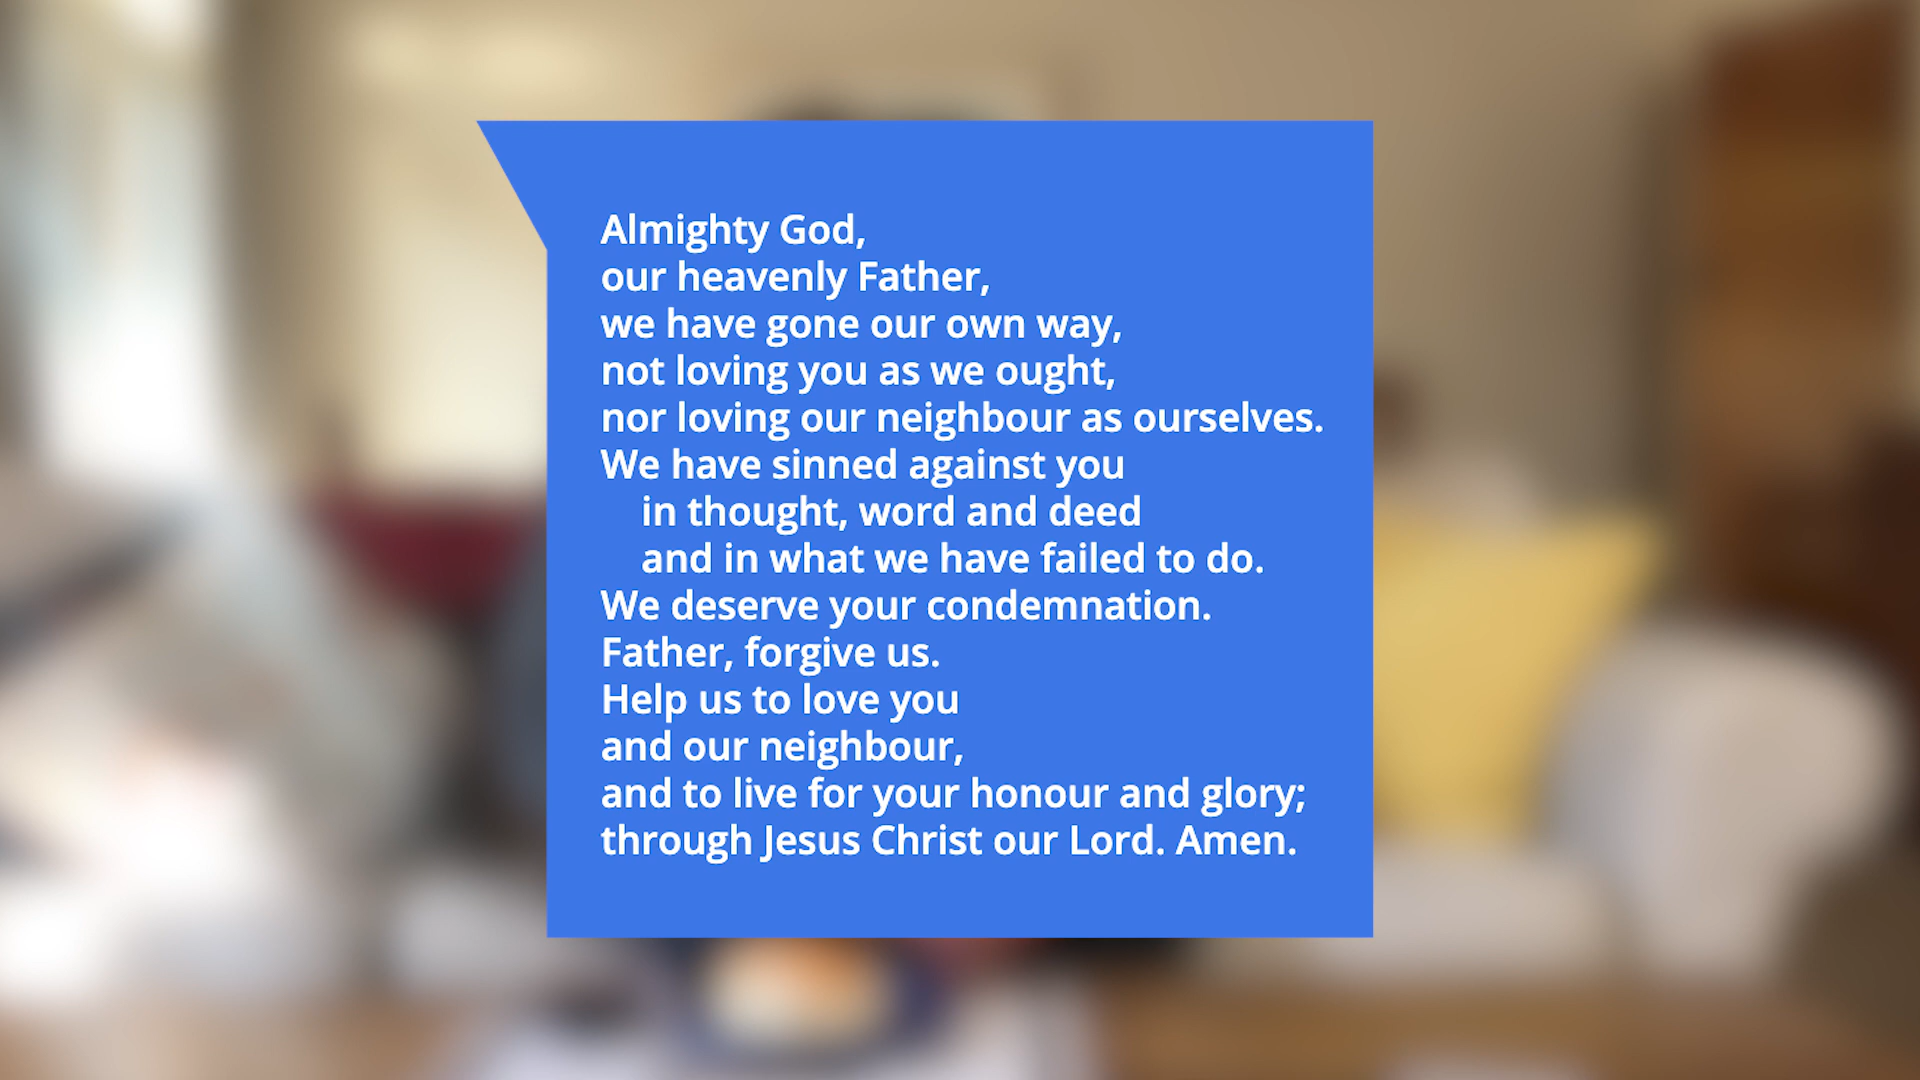 Almighty God,
our heavenly Father,
we have gone our own way,
not loving you as we ought,
nor loving our neighbour as ourselves.
We have sinned against you
in thought, word and deed
and in what we have failed to do.
We deserve your condemnation.
Father, forgive us.
Help us to love you
and our neighbour,
and to live for your honour and glory;
through Jesus Christ our Lord. Amen.